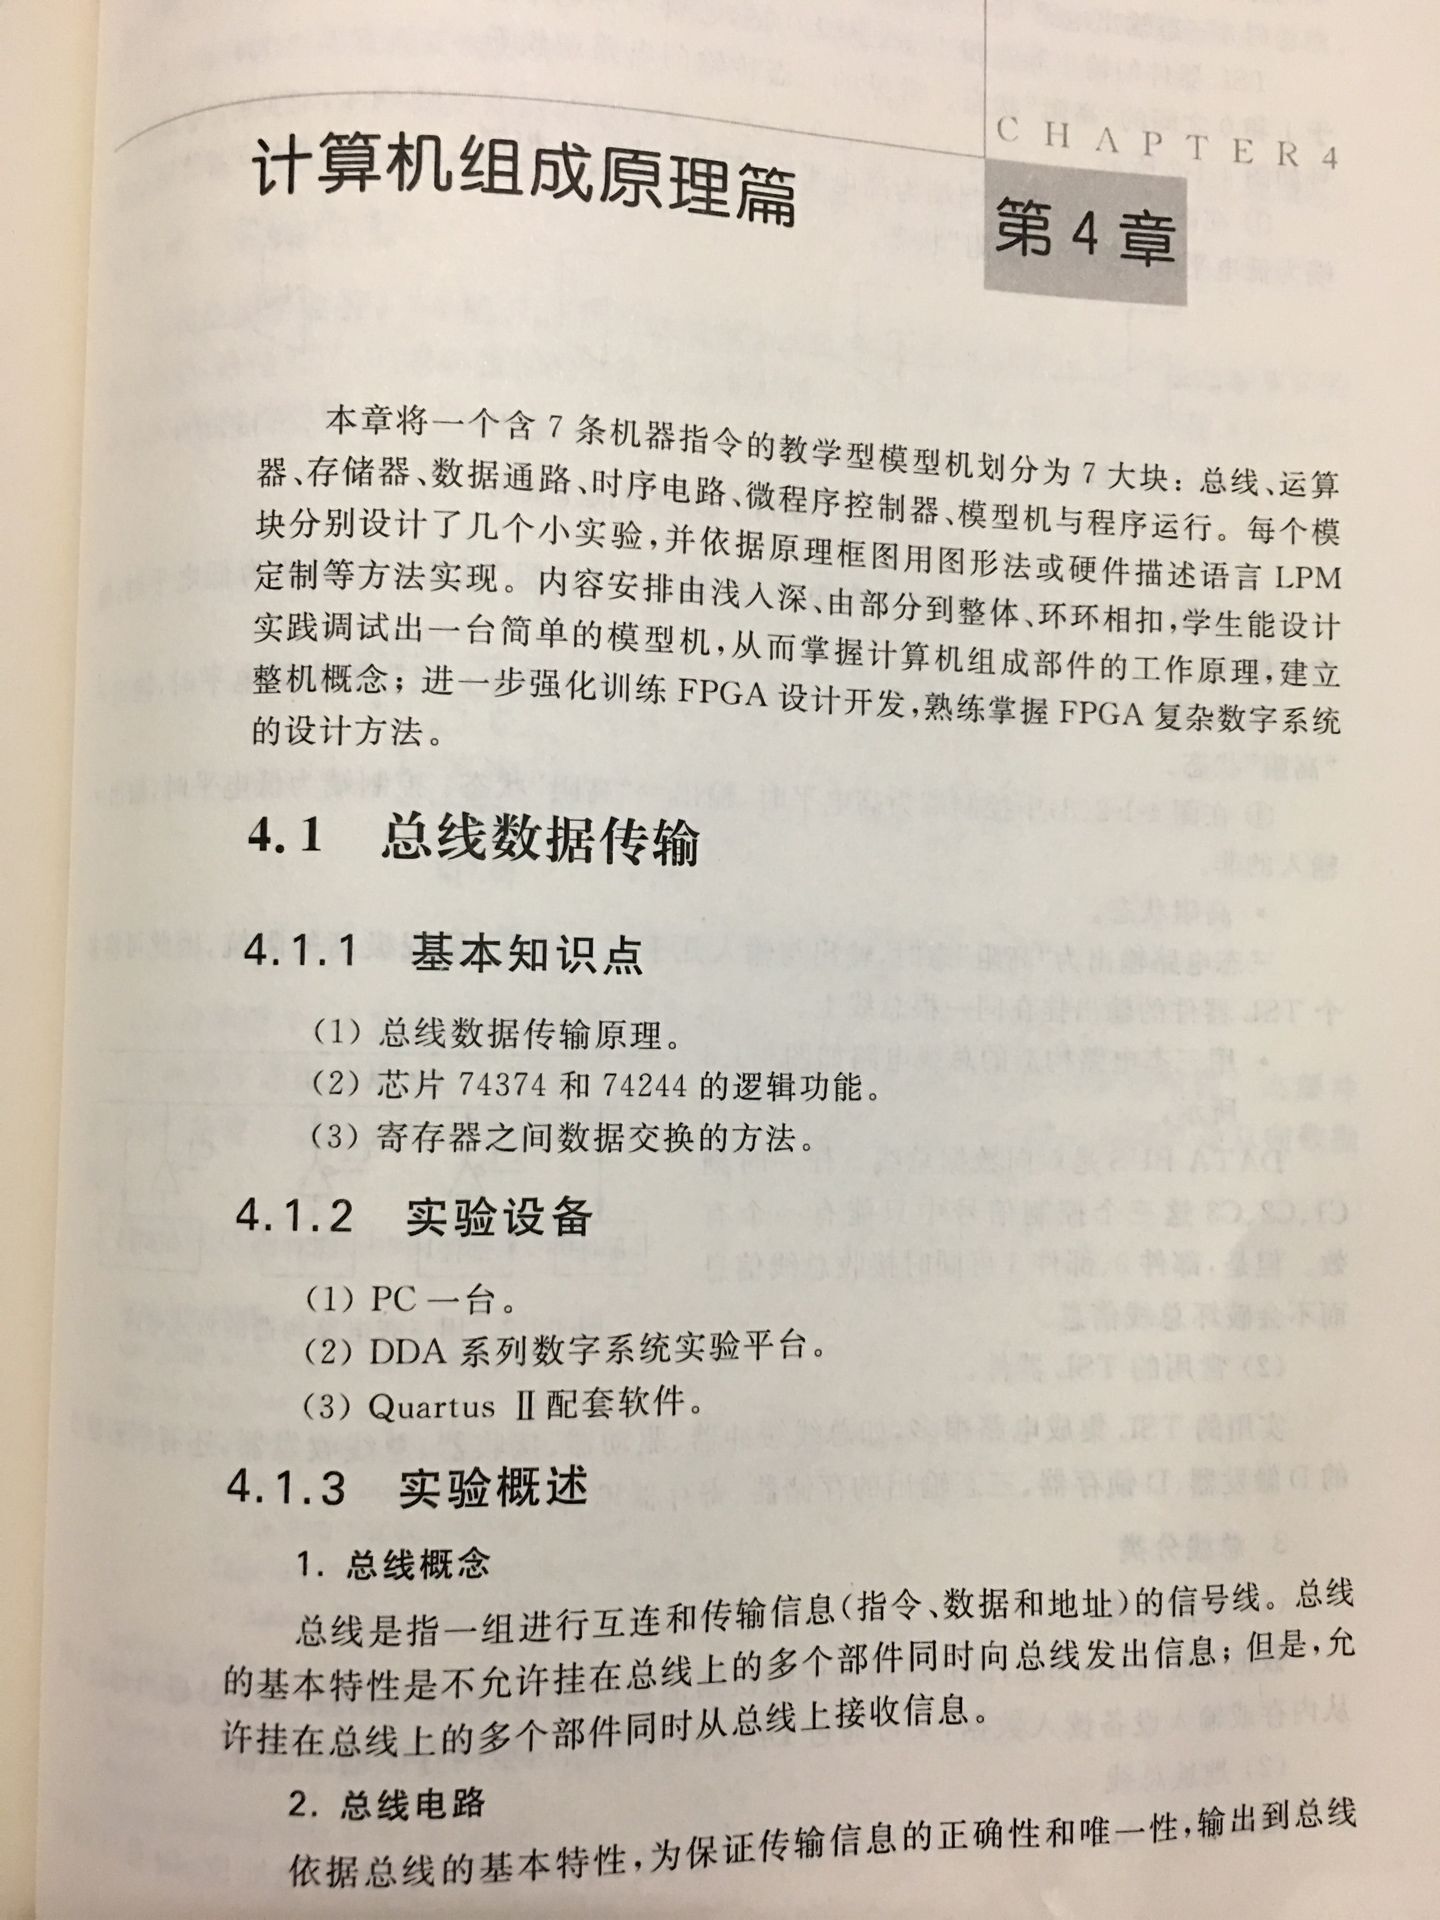 CHAPTER 4
计算机组成原理篇
第 4 章
本章将一个含 7 条机器指令的教学型模型机划分为 7 大块：总线、运算
器、存储器、数据通路、时序电路、微程序控制器、模型机与程序运行。每个模
块分别设计了几个小实验，并依据原理框图用图形法或硬件描述语言 LPM
定制等方法实现。内容安排由浅入深、由部分到整体、环环相扣，学生能设计
实践调试出一台简单的模型机，从而掌握计算机组成部件的工作原理，建立
整机概念；进一步强化训练 FPGA 设计开发，熟练掌握 FPGA 复杂数字系统
的设计方法。
4.1 总线数据传输
4.1.1 基本知识点
（1）总线数据传输原理。
（2）芯片 74374 和 74244 的逻辑功能。
（3）寄存器之间数据交换的方法。
4.1.2 实验设备
（1）PC 一台。
（2）DDA 系列数字系统实验平台。
（3）Quartus Ⅱ配套软件。
4.1.3 实验概述
1. 总线概念
总线是指一组进行互连和传输信息(指令、数据和地址)的信号线。总线
的基本特性是不允许挂在总线上的多个部件同时向总线发出信息；但是，允
许挂在总线上的多个部件同时从总线上接收信息。
2. 总线电路
依据总线的基本特性，为保证传输信息的正确性和唯一性，输出到总线